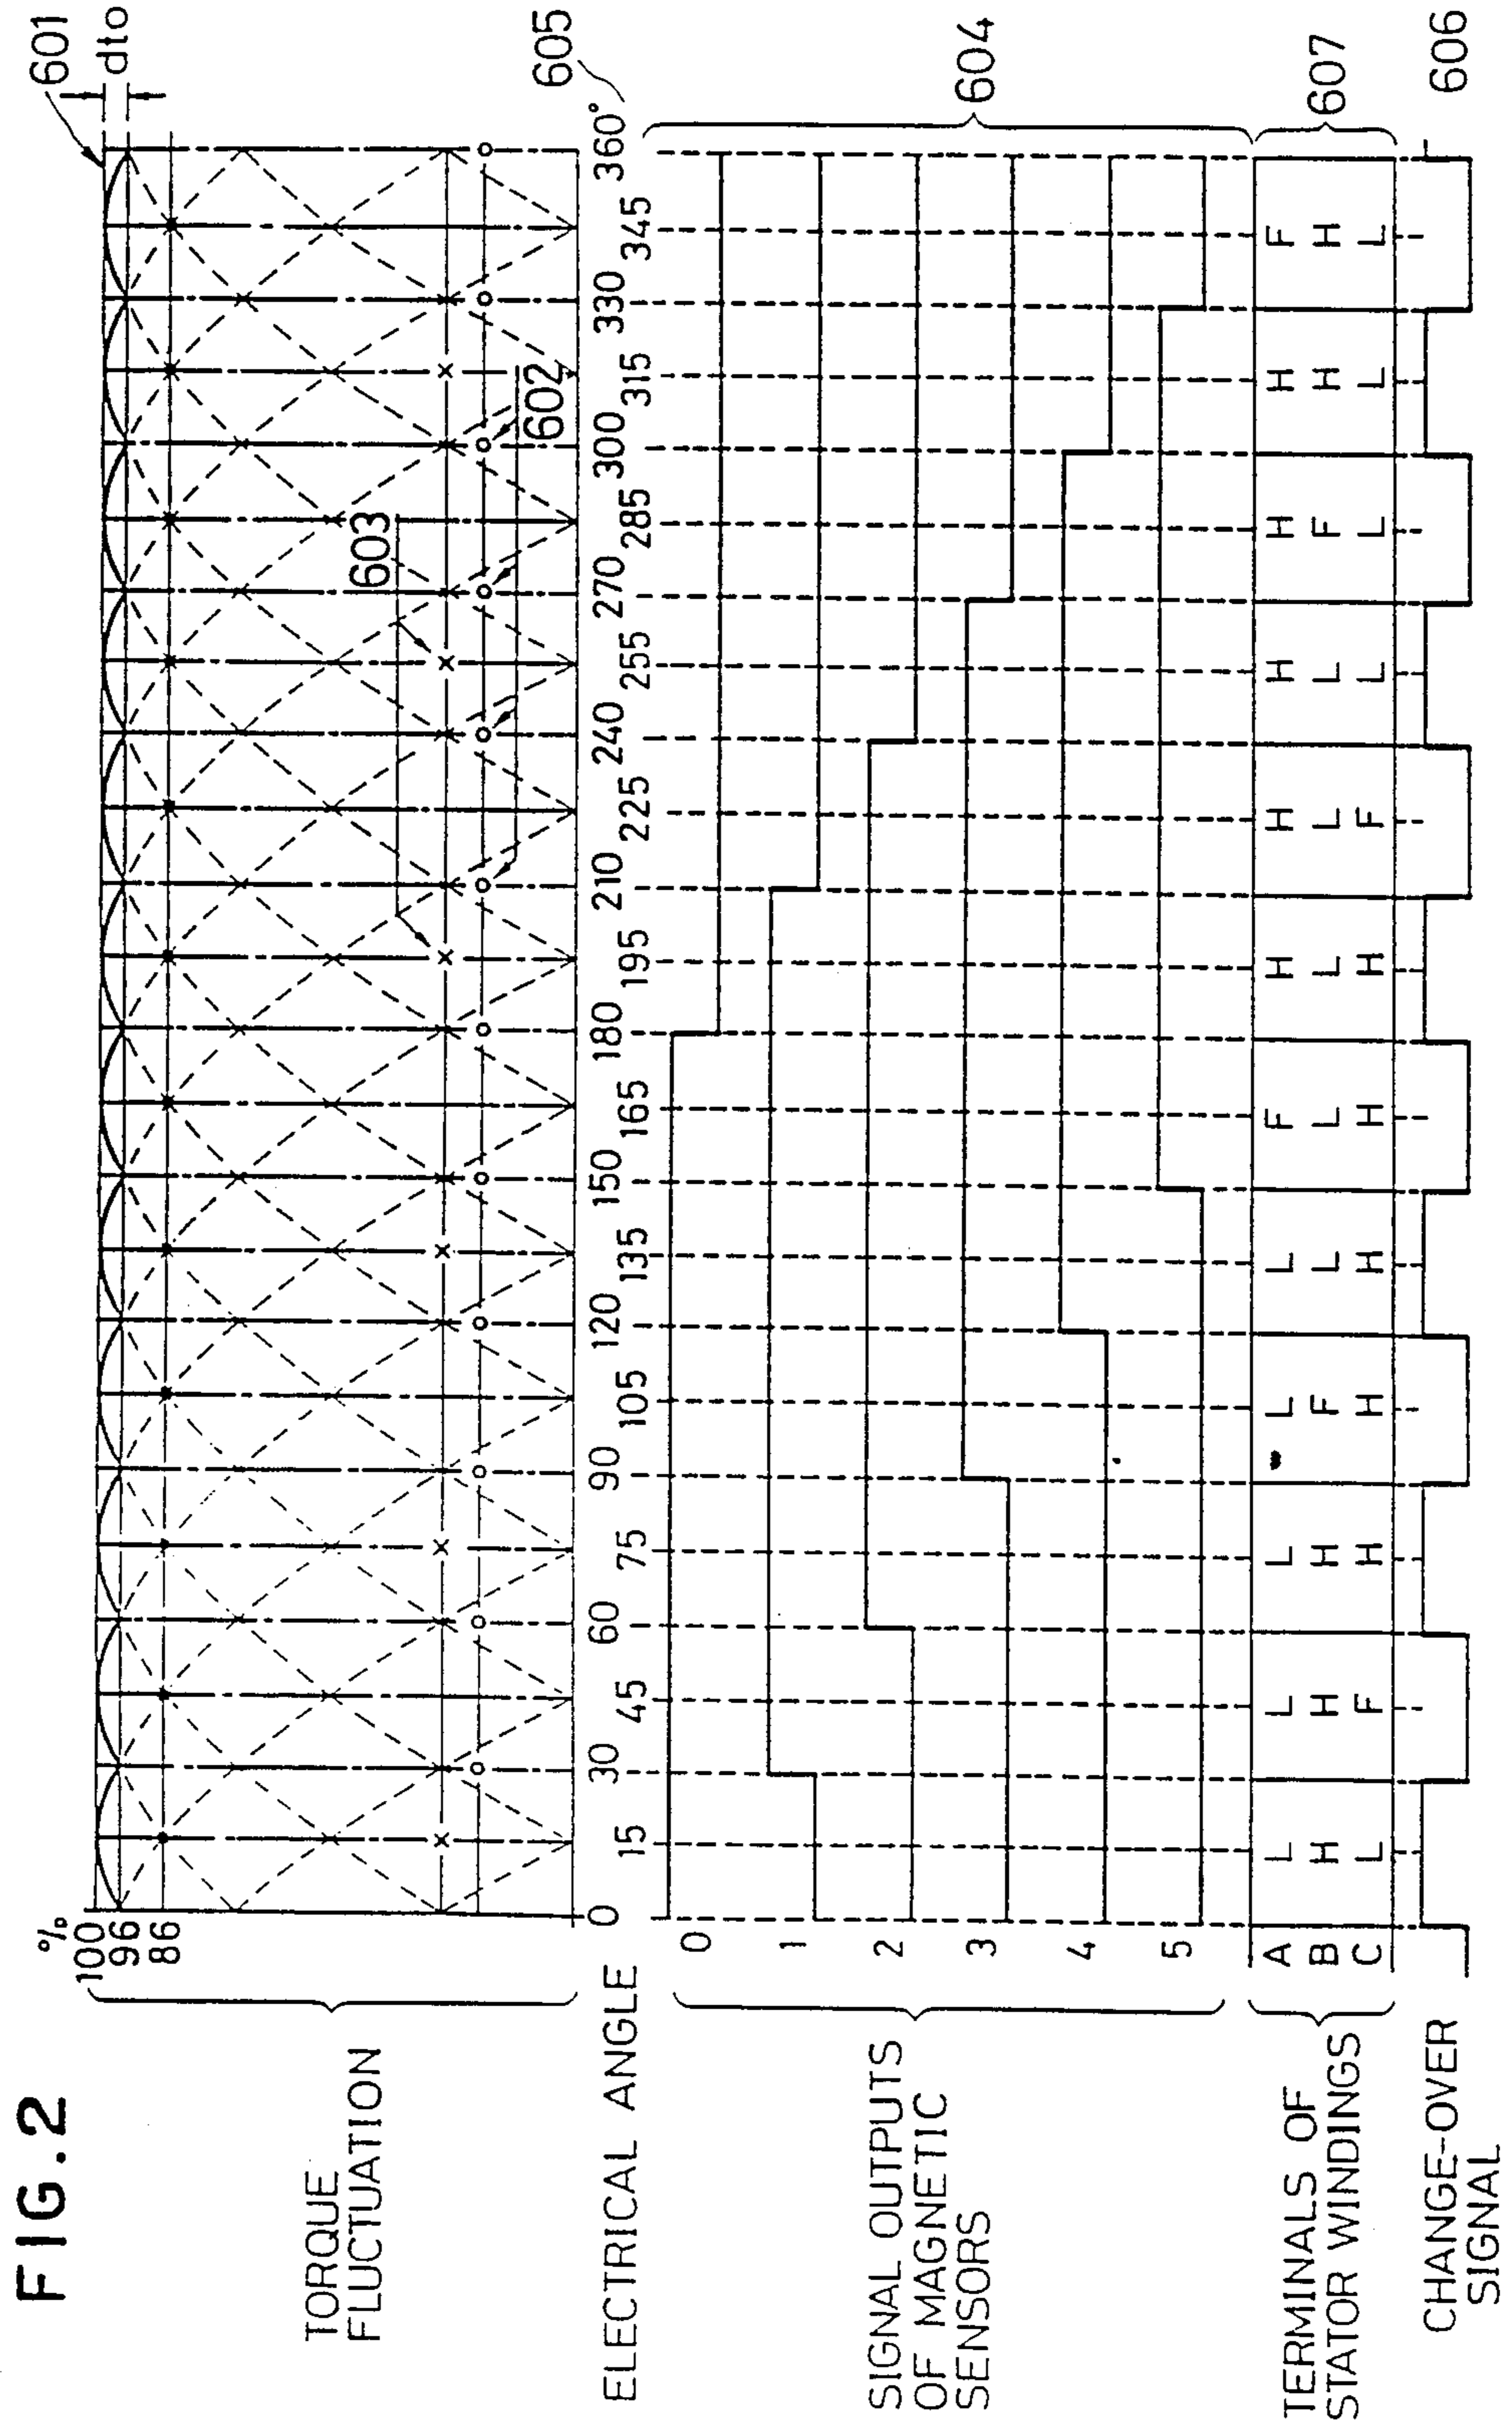 FIG.2
601
dto
%
100
96
86
TORQUE
FLUCTUATION
603
602
605
ELECTRICAL ANGLE
0 15 30 45 60 75 90 105 120 135 150 165 180 195 210 225 240 255 270 285 300 315 330 345 360°
SIGNAL OUTPUTS
OF MAGNETIC
SENSORS
0
1
2
3
4
5
604
TERMINALS OF
STATOR WINDINGS
A L L L L L F H H H H H F
B H H H F L L L L L F H H
C L F H H H H H F L L L L
607
CHANGE-OVER
SIGNAL
606